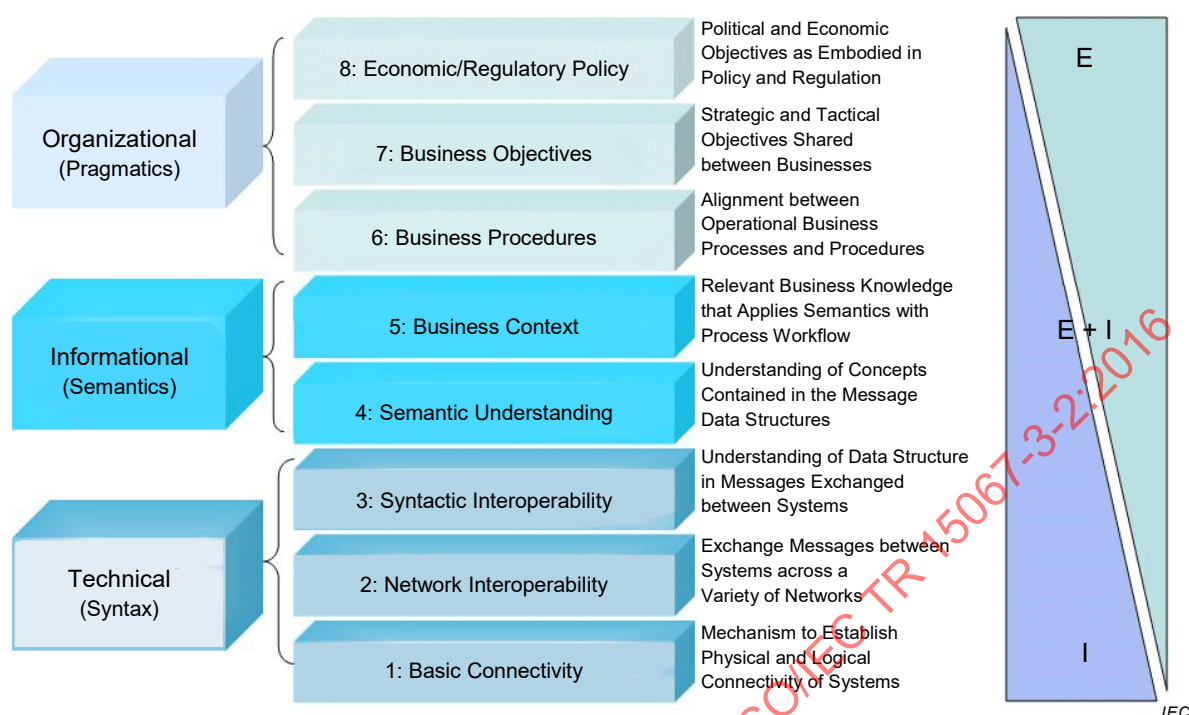 Organizational
(Pragmatics)
8: Economic/Regulatory Policy
Political and Economic
Objectives as Embodied in
Policy and Regulation
7: Business Objectives
Strategic and Tactical
Objectives Shared
between Businesses
6: Business Procedures
Alignment between
Operational Business
Processes and Procedures
Informational
(Semantics)
5: Business Context
Relevant Business Knowledge
that Applies Semantics with
Process Workflow
4: Semantic Understanding
Understanding of Concepts
Contained in the Message
Data Structures
Technical
(Syntax)
3: Syntactic Interoperability
Understanding of Data Structure
in Messages Exchanged
between Systems
2: Network Interoperability
Exchange Messages between
Systems across a
Variety of Networks
1: Basic Connectivity
Mechanism to Establish
Physical and Logical
Connectivity of Systems
E
E + I
I
IEC
SO/IEC TR 15067-3-2:2016